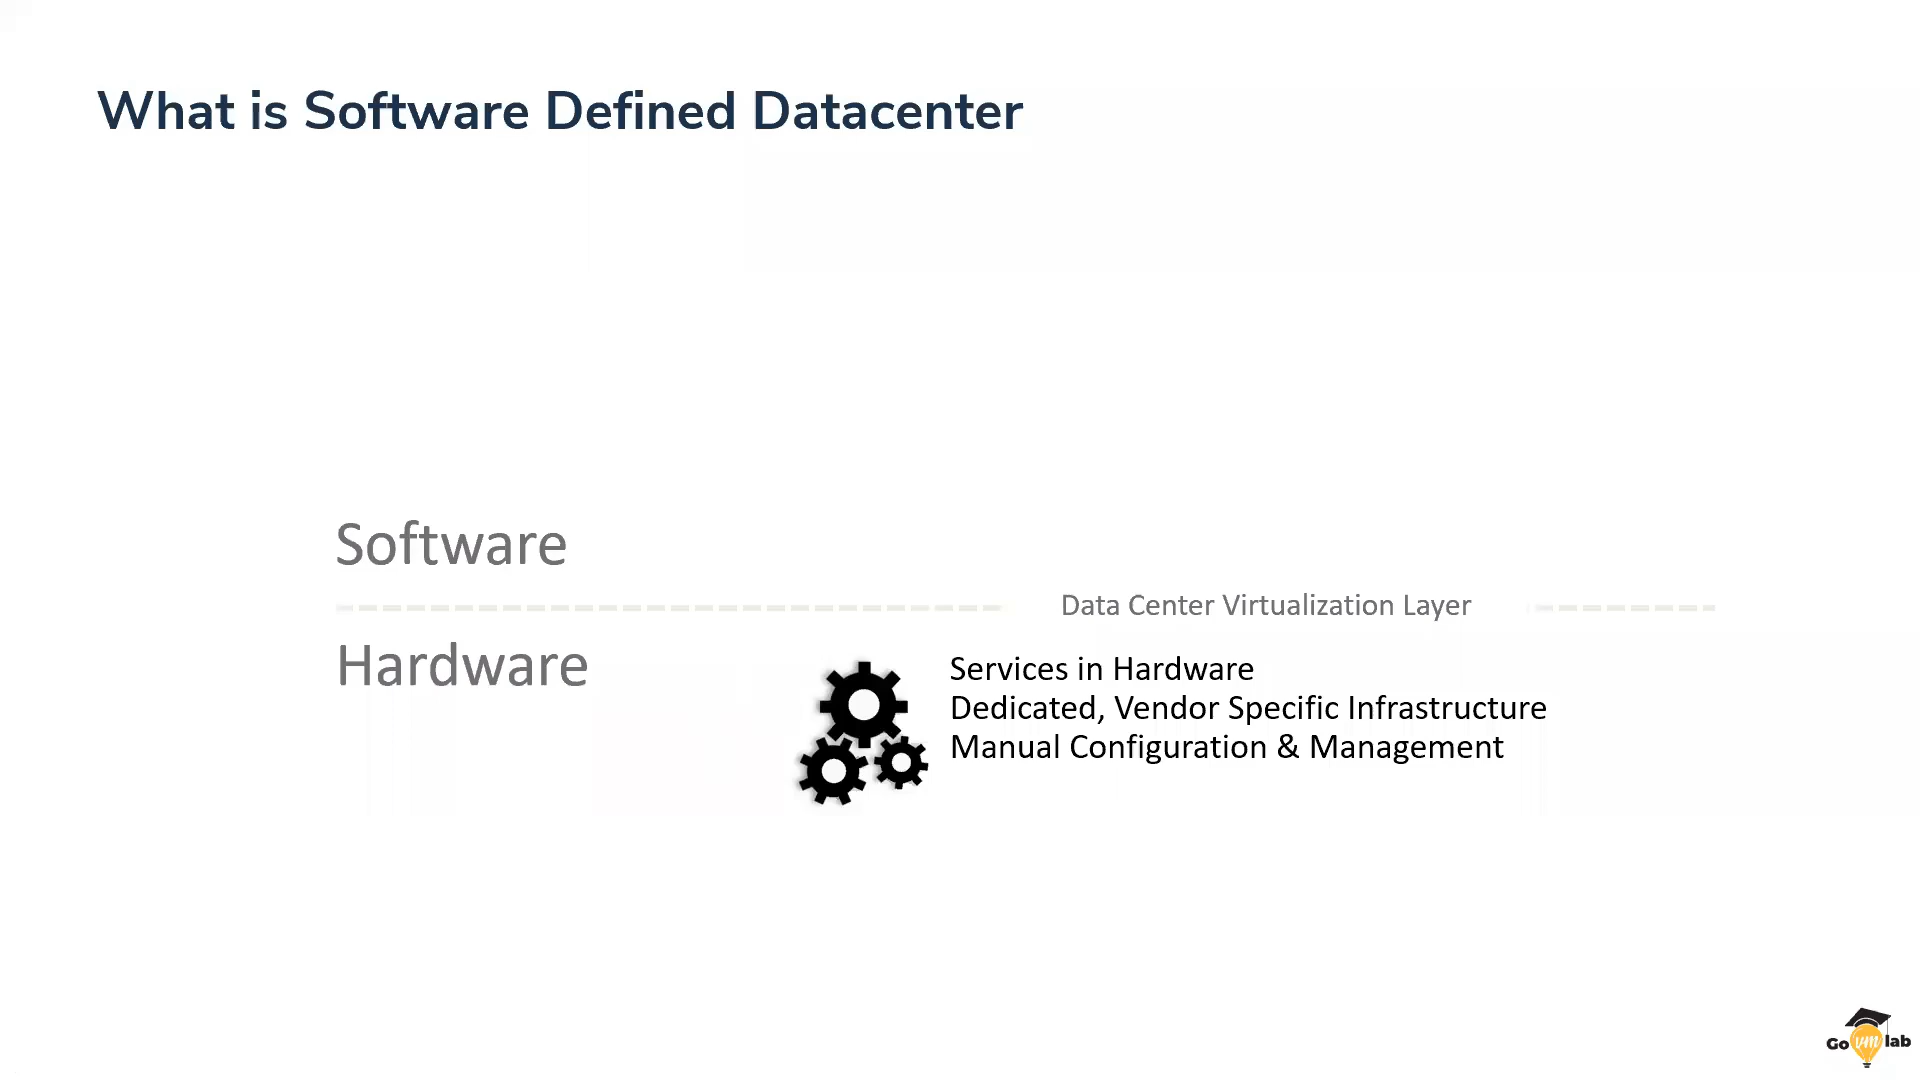 What is Software Defined Datacenter
Software
Data Center Virtualization Layer
Hardware
Services in Hardware
Dedicated, Vendor Specific Infrastructure
Manual Configuration & Management
Go vm lab